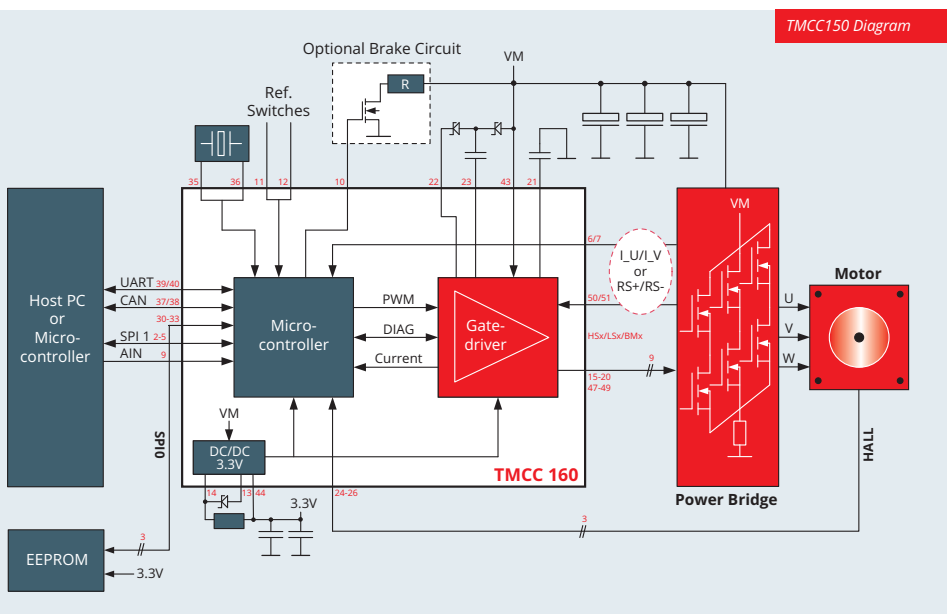 TMCC150 Diagram
Optional Brake Circuit
VM
R
Ref.
Switches
35
36
11
12
10
22
23
43
21
6/7
VM
I_U/I_V
or
RS+/RS-
Motor
Host PC
or
Micro-
controller
UART 39/40
CAN 37/38
30-33
SPI 1 2-5
AIN 9
Micro-
controller
PWM
DIAG
Current
Gate-
driver
50/51
HSx/LSx/BMx
9
15-20
47-49
U
V
W
VM
DC/DC
3.3V
SPI0
TMCC 160
HALL
14
13
44
24-26
3.3V
Power Bridge
3
3
EEPROM
3.3V